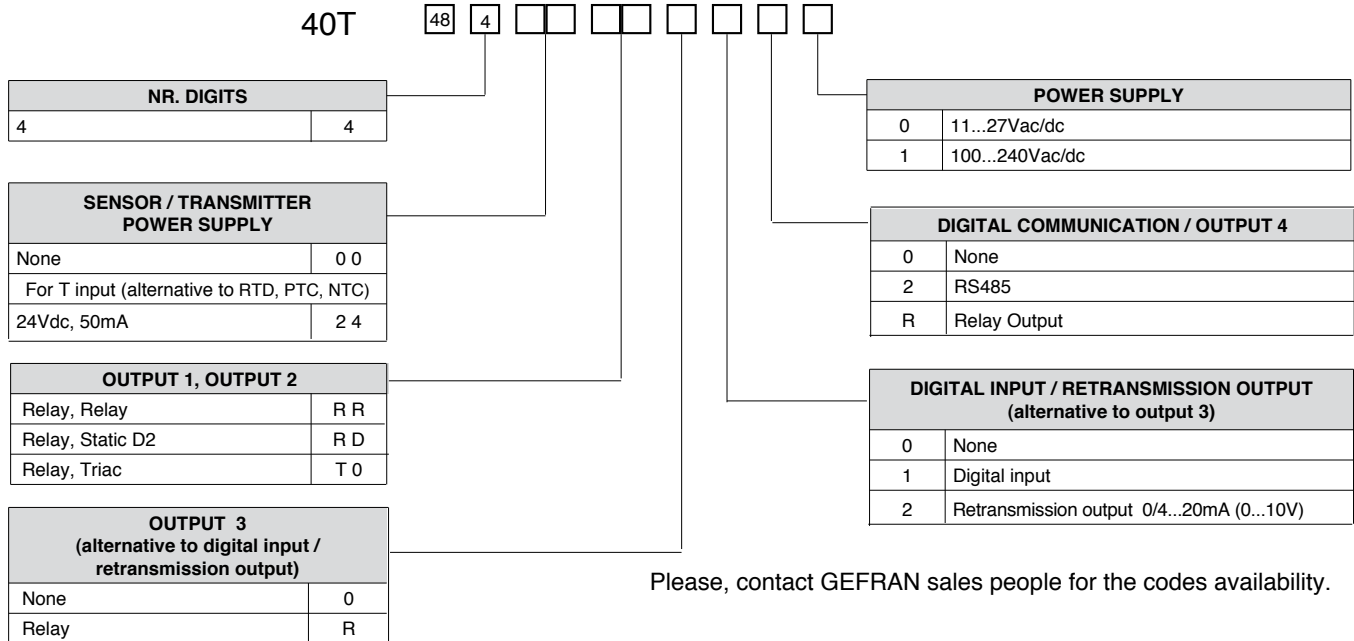 40T 48 4
NR. DIGITS
4 4
SENSOR / TRANSMITTER
POWER SUPPLY
None 0 0
For T input (alternative to RTD, PTC, NTC)
24Vdc, 50mA 2 4
OUTPUT 1, OUTPUT 2
Relay, Relay R R
Relay, Static D2 R D
Relay, Triac T 0
OUTPUT 3
(alternative to digital input /
retransmission output)
None 0
Relay R
POWER SUPPLY
0 11...27Vac/dc
1 100...240Vac/dc
DIGITAL COMMUNICATION / OUTPUT 4
0 None
2 RS485
R Relay Output
DIGITAL INPUT / RETRANSMISSION OUTPUT
(alternative to output 3)
0 None
1 Digital input
2 Retransmission output 0/4...20mA (0...10V)
Please, contact GEFRAN sales people for the codes availability.